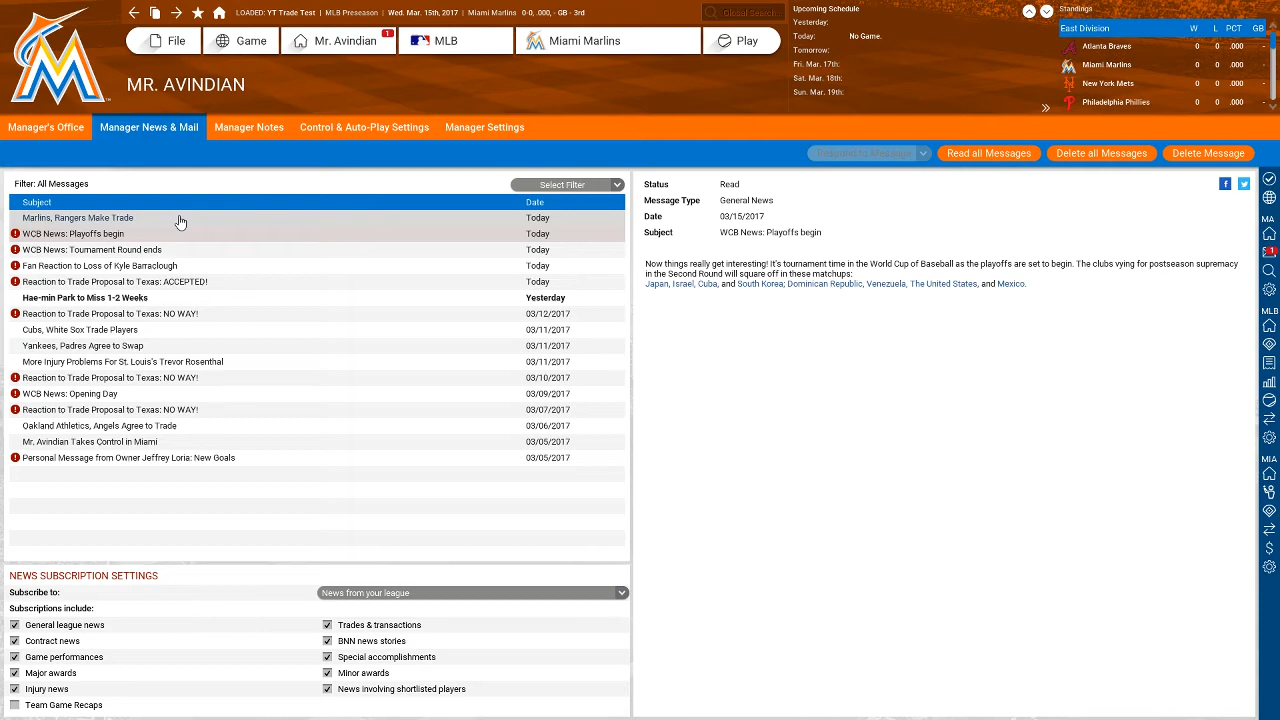 LOADED: YT Trade Test | MLB Preseason | Wed. Mar. 15th, 2017 | Miami Marlins 0-0, .000, - GB - 3rd
Global Search...
File
Game
Mr. Avindian 1
MLB
Miami Marlins
Play
MR. AVINDIAN
Upcoming Schedule
Yesterday:
Today: No Game.
Tomorrow:
Fri. Mar. 17th:
Sat. Mar. 18th:
Sun. Mar. 19th:
Standings
East Division W L PCT GB
Atlanta Braves 0 0 .000 -
Miami Marlins 0 0 .000 -
New York Mets 0 0 .000 -
Philadelphia Phillies 0 0 .000 -
Manager's Office
Manager News & Mail
Manager Notes
Control & Auto-Play Settings
Manager Settings
Respond to Message
Read all Messages
Delete all Messages
Delete Message
Filter: All Messages
Select Filter
Subject Date
Marlins, Rangers Make Trade Today
WCB News: Playoffs begin Today
WCB News: Tournament Round ends Today
Fan Reaction to Loss of Kyle Barraclough Today
Reaction to Trade Proposal to Texas: ACCEPTED! Today
Hae-min Park to Miss 1-2 Weeks Yesterday
Reaction to Trade Proposal to Texas: NO WAY! 03/12/2017
Cubs, White Sox Trade Players 03/11/2017
Yankees, Padres Agree to Swap 03/11/2017
More Injury Problems For St. Louis's Trevor Rosenthal 03/11/2017
Reaction to Trade Proposal to Texas: NO WAY! 03/10/2017
WCB News: Opening Day 03/09/2017
Reaction to Trade Proposal to Texas: NO WAY! 03/07/2017
Oakland Athletics, Angels Agree to Trade 03/06/2017
Mr. Avindian Takes Control in Miami 03/05/2017
Personal Message from Owner Jeffrey Loria: New Goals 03/05/2017
NEWS SUBSCRIPTION SETTINGS
Subscribe to: News from your league
Subscriptions include:
General league news Trades & transactions
Contract news BNN news stories
Game performances Special accomplishments
Major awards Minor awards
Injury news News involving shortlisted players
Team Game Recaps
Status Read
Message Type General News
Date 03/15/2017
Subject WCB News: Playoffs begin
Now things really get interesting! It's tournament time in the World Cup of Baseball as the playoffs are set to begin. The clubs vying for postseason supremacy
in the Second Round will square off in these matchups:
Japan, Israel, Cuba, and South Korea; Dominican Republic, Venezuela, The United States, and Mexico.
MA
1
MLB
MIA